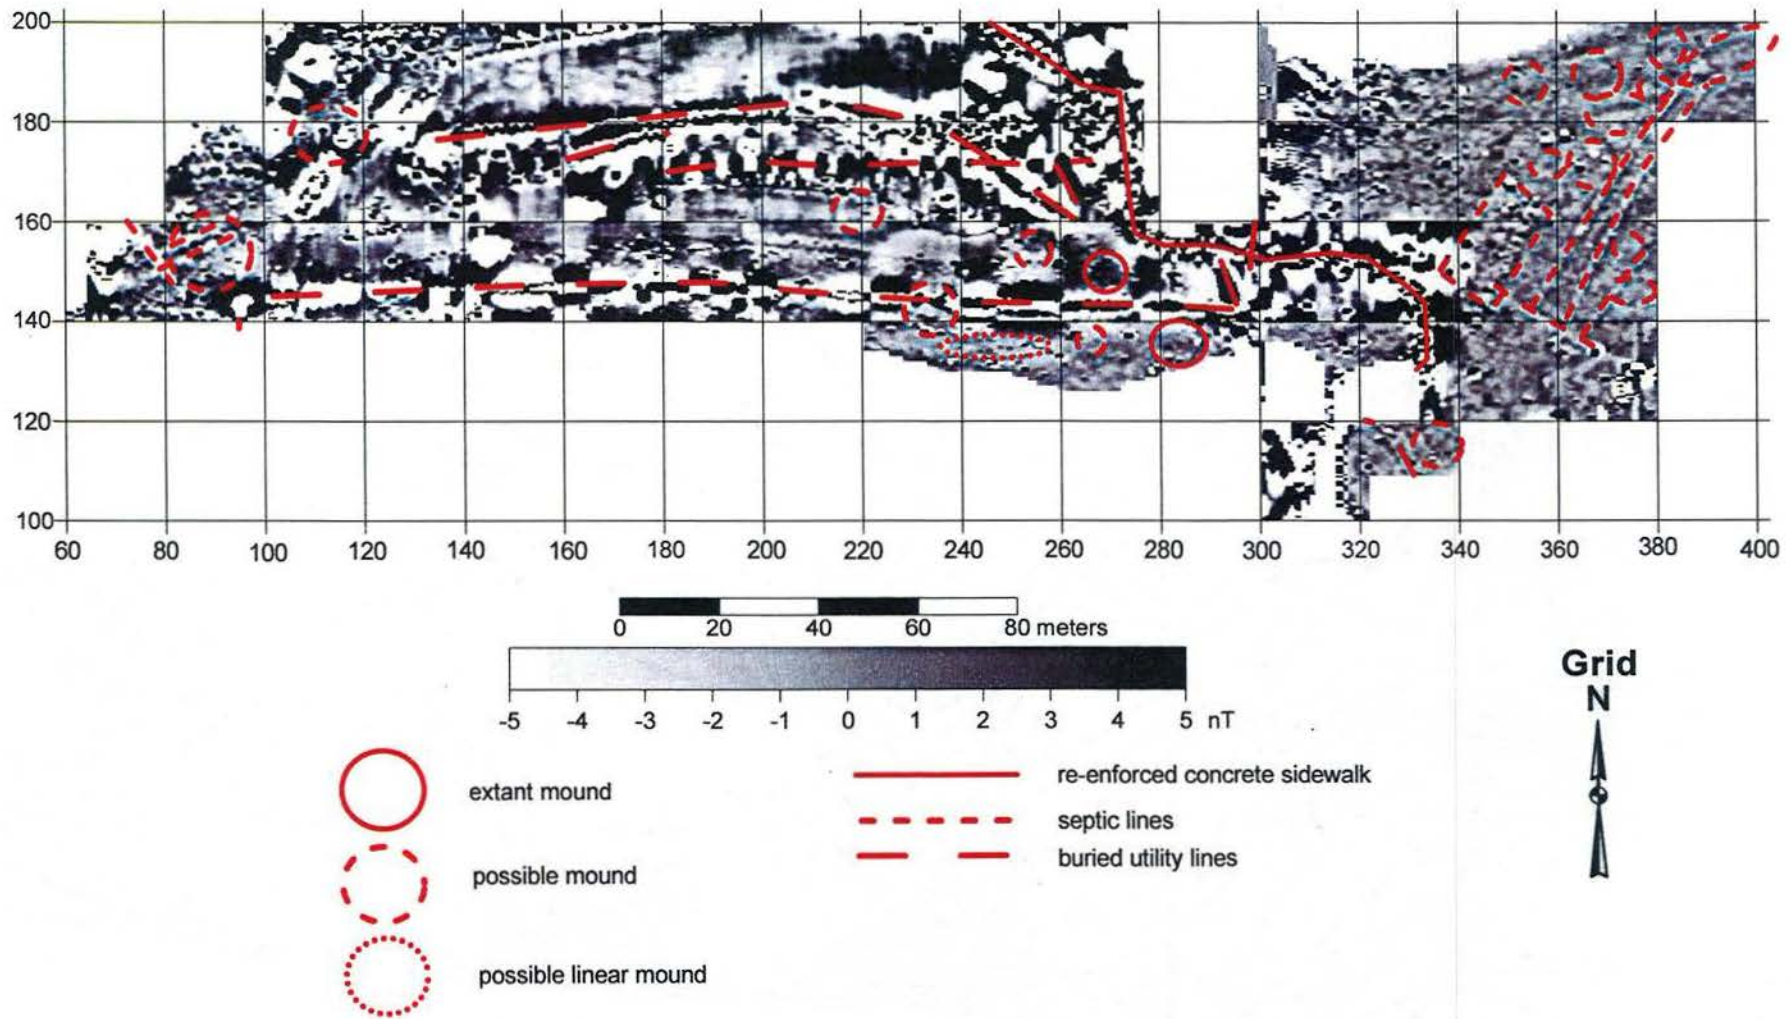 200
180
160
140
120
100
60 80 100 120 140 160 180 200 220 240 260 280 300 320 340 360 380 400
0 20 40 60 80 meters
-5 -4 -3 -2 -1 0 1 2 3 4 5 nT
Grid
N
extant mound
possible mound
possible linear mound
re-enforced concrete sidewalk
septic lines
buried utility lines